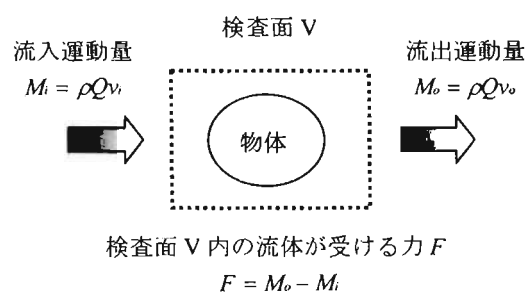 検査面 V
流入運動量
Mi = ρQvi
流出運動量
Mo = ρQvo
物体
検査面 V 内の流体が受ける力 F
F = Mo − Mi